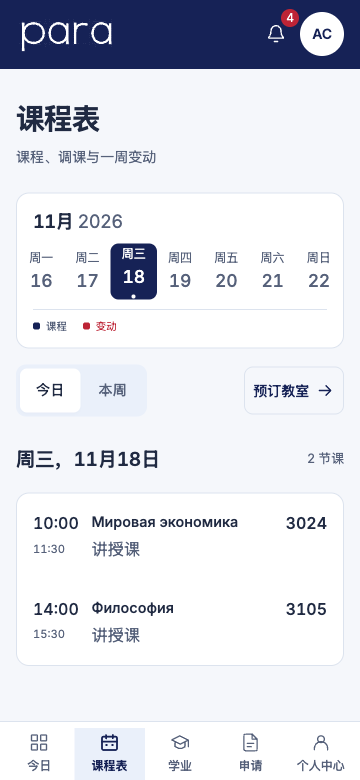 para
4
AC
课程表
课程、调课与一周变动
11月 2026
周一 周二 周三 周四 周五 周六 周日
16 17 18 19 20 21 22
课程 变动
今日 本周 预订教室 →
周三，11月18日 2 节课
10:00 Мировая экономика 3024
11:30 讲授课
14:00 Философия 3105
15:30 讲授课
今日 课程表 学业 申请 个人中心